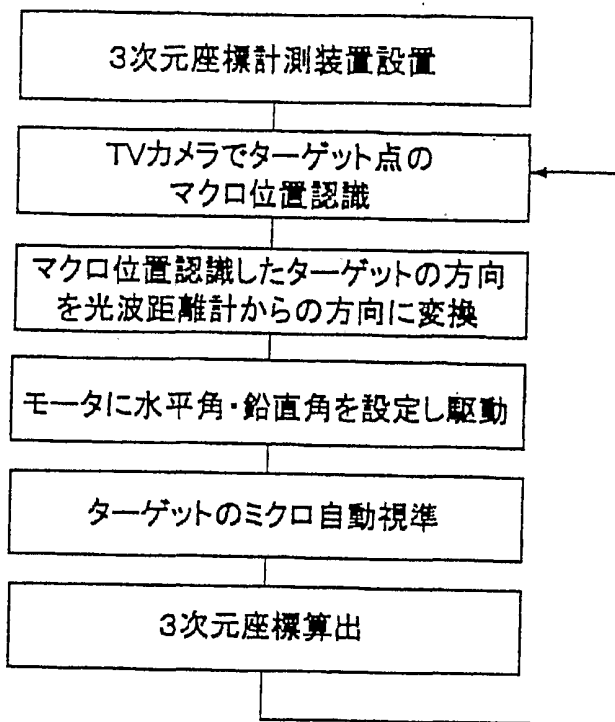 3次元座標計測装置設置
TVカメラでターゲット点の
マクロ位置認識
マクロ位置認識したターゲットの方向
を光波距離計からの方向に変換
モータに水平角・鉛直角を設定し駆動
ターゲットのミクロ自動視準
3次元座標算出